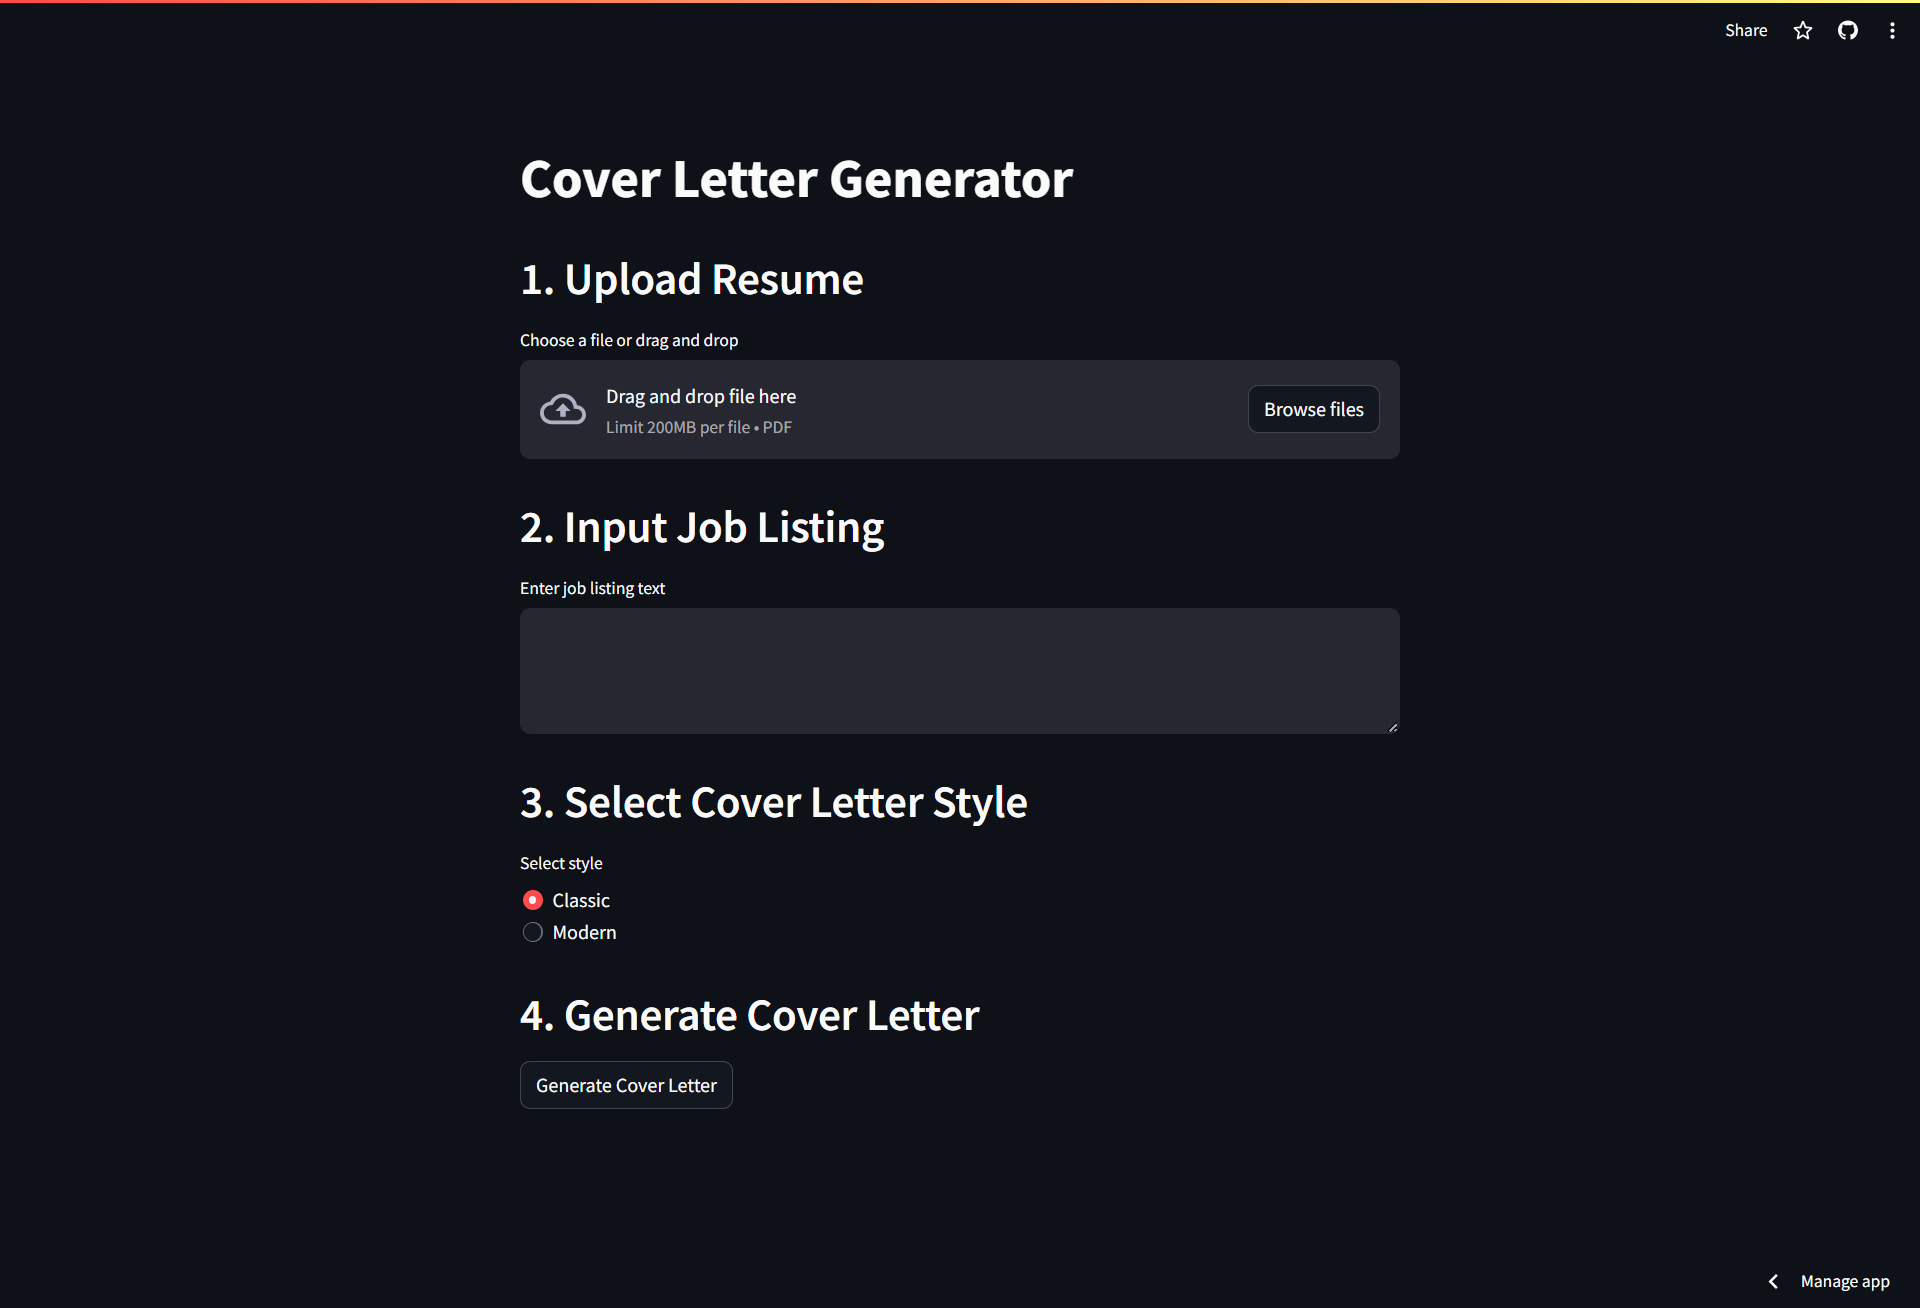 Share
Cover Letter Generator
1. Upload Resume
Choose a file or drag and drop
Drag and drop file here
Limit 200MB per file • PDF
Browse files
2. Input Job Listing
Enter job listing text
3. Select Cover Letter Style
Select style
Classic
Modern
4. Generate Cover Letter
Generate Cover Letter
Manage app